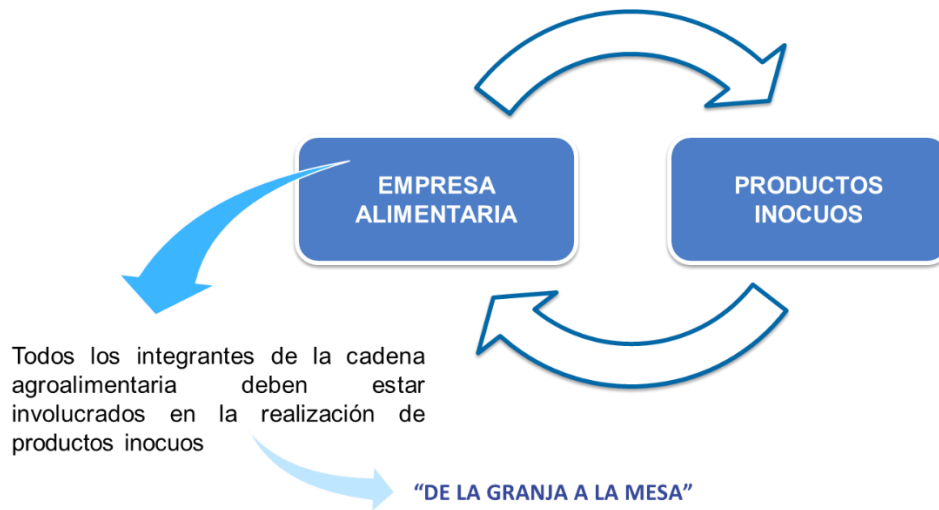 EMPRESA
ALIMENTARIA
PRODUCTOS
INOCUOS
Todos los integrantes de la cadena
agroalimentaria deben estar
involucrados en la realización de
productos inocuos
“DE LA GRANJA A LA MESA”